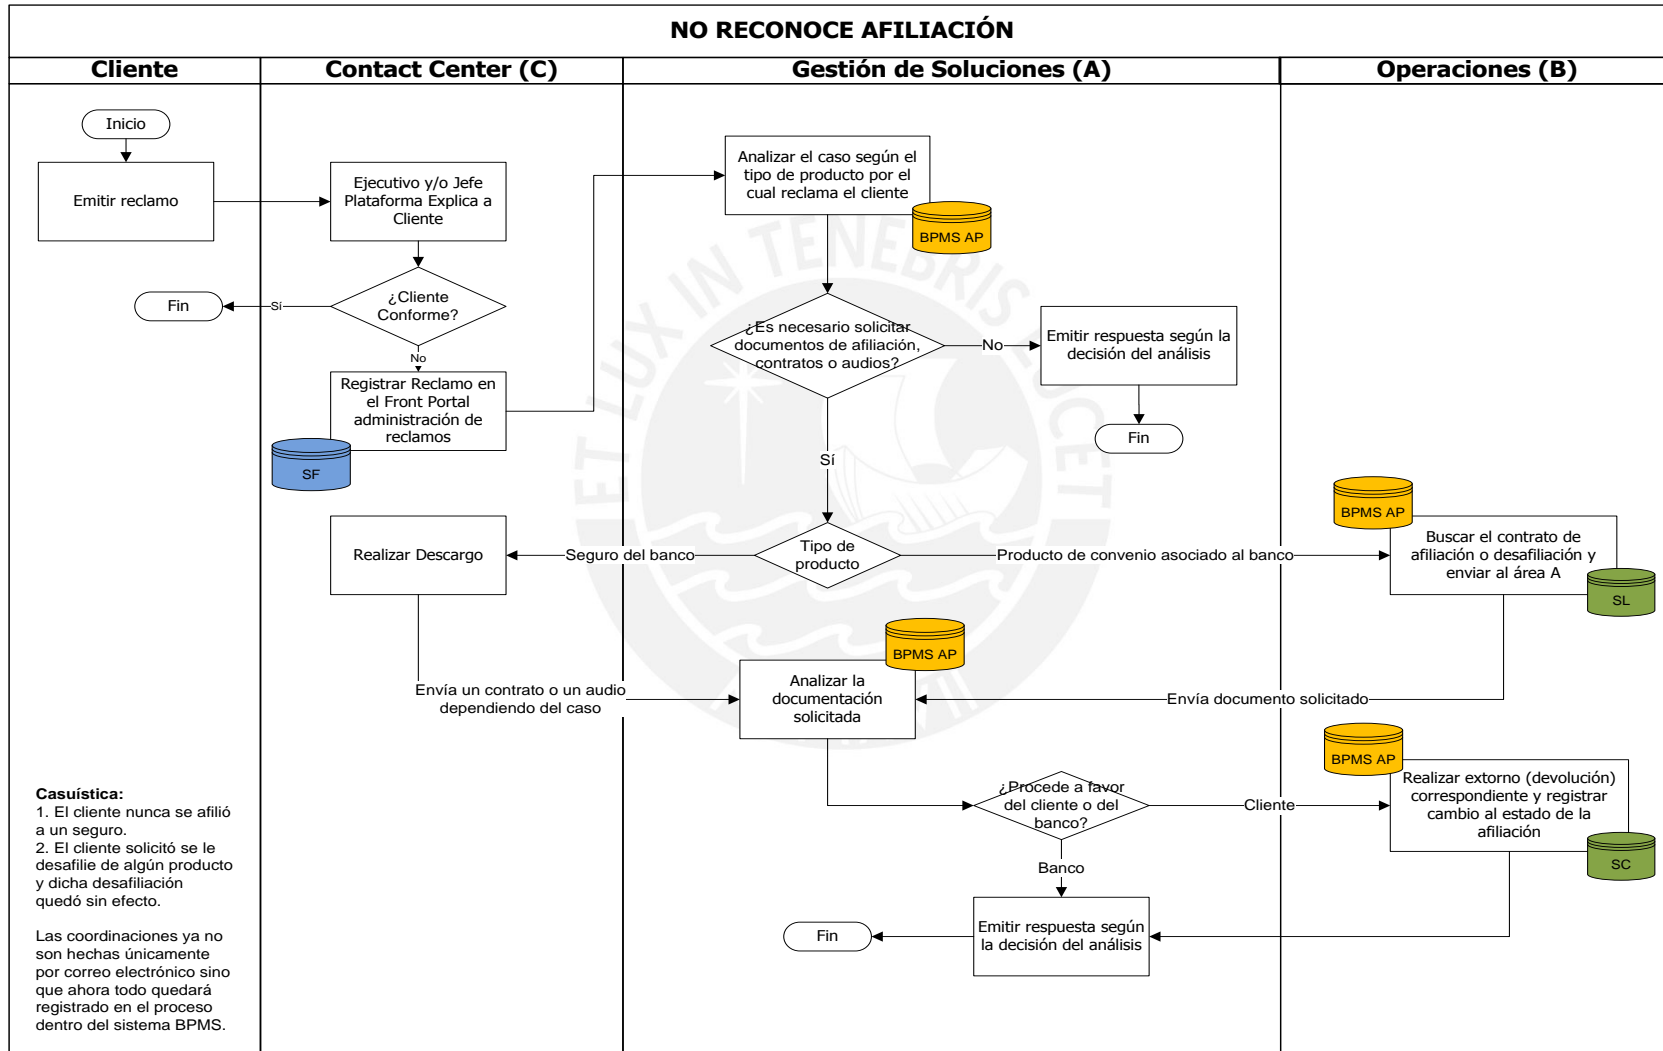 NO RECONOCE AFILIACIÓN
Cliente
Contact Center (C)
Gestión de Soluciones (A)
Operaciones (B)
Inicio
Emitir reclamo
Ejecutivo y/o Jefe
Plataforma Explica a
Cliente
¿Cliente
Conforme?
Sí
Fin
No
Registrar Reclamo en
el Front Portal
administración de
reclamos
SF
Analizar el caso según el
tipo de producto por el
cual reclama el cliente
BPMS AP
¿Es necesario solicitar
documentos de afiliación,
contratos o audios?
No
Emitir respuesta según la
decisión del análisis
Fin
Sí
Tipo de
producto
Seguro del banco
Realizar Descargo
Producto de convenio asociado al banco
BPMS AP
Buscar el contrato de
afiliación o desafiliación y
enviar al área A
SL
Envía un contrato o un audio
dependiendo del caso
BPMS AP
Analizar la
documentación
solicitada
Envía documento solicitado
¿Procede a favor
del cliente o del
banco?
Cliente
BPMS AP
Realizar extorno (devolución)
correspondiente y registrar
cambio al estado de la
afiliación
SC
Banco
Emitir respuesta según
la decisión del análisis
Fin
Casuística:
1. El cliente nunca se afilió
a un seguro.
2. El cliente solicitó se le
desafilie de algún producto
y dicha desafiliación
quedó sin efecto.
Las coordinaciones ya no
son hechas únicamente
por correo electrónico sino
que ahora todo quedará
registrado en el proceso
dentro del sistema BPMS.
ET LUX IN TENEBRIS LUCET